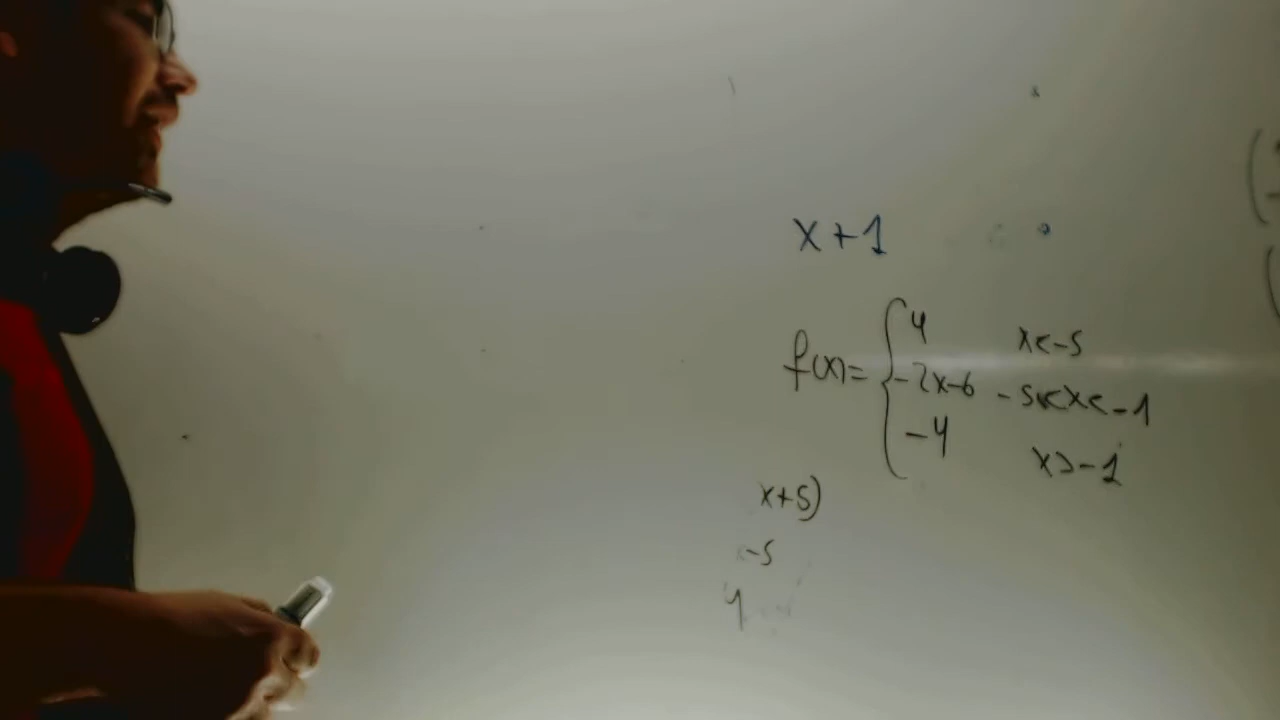 x+1
f(x)= { 4 x<-5
-2x-6 -5<x<-1
-4 x>-1
x+5)
-5
4